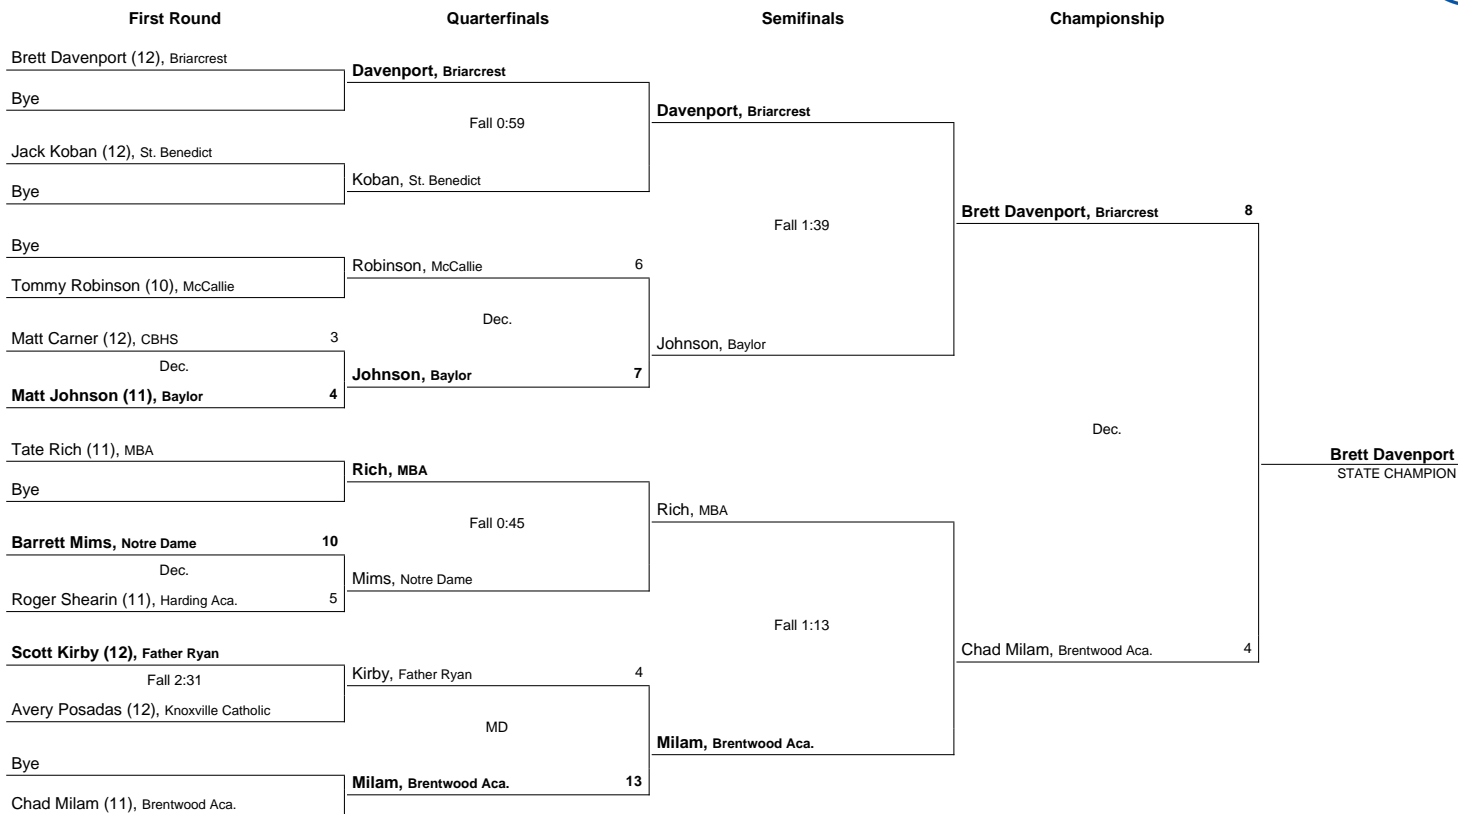 First Round Quarterfinals Semifinals Championship
Brett Davenport (12), Briarcrest
Bye
Jack Koban (12), St. Benedict
Bye
Bye
Tommy Robinson (10), McCallie
Matt Carner (12), CBHS 3
Dec.
Matt Johnson (11), Baylor 4
Tate Rich (11), MBA
Bye
Barrett Mims, Notre Dame 10
Dec.
Roger Shearin (11), Harding Aca. 5
Scott Kirby (12), Father Ryan
Fall 2:31
Avery Posadas (12), Knoxville Catholic
Bye
Chad Milam (11), Brentwood Aca.
Davenport, Briarcrest
Fall 0:59
Koban, St. Benedict
Robinson, McCallie 6
Dec.
Johnson, Baylor 7
Rich, MBA
Fall 0:45
Mims, Notre Dame
Kirby, Father Ryan 4
MD
Milam, Brentwood Aca. 13
Davenport, Briarcrest
Fall 1:39
Johnson, Baylor
Rich, MBA
Fall 1:13
Milam, Brentwood Aca.
Brett Davenport, Briarcrest 8
Dec.
Chad Milam, Brentwood Aca. 4
Brett Davenport
STATE CHAMPION